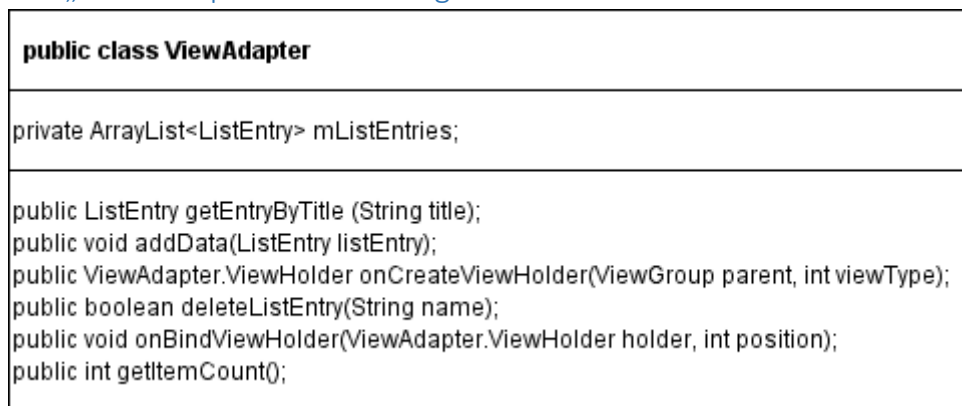 public class ViewAdapter
private ArrayList<ListEntry> mListEntries;
public ListEntry getEntryByTitle (String title);
public void addData(ListEntry listEntry);
public ViewAdapter.ViewHolder onCreateViewHolder(ViewGroup parent, int viewType);
public boolean deleteListEntry(String name);
public void onBindViewHolder(ViewAdapter.ViewHolder holder, int position);
public int getItemCount();